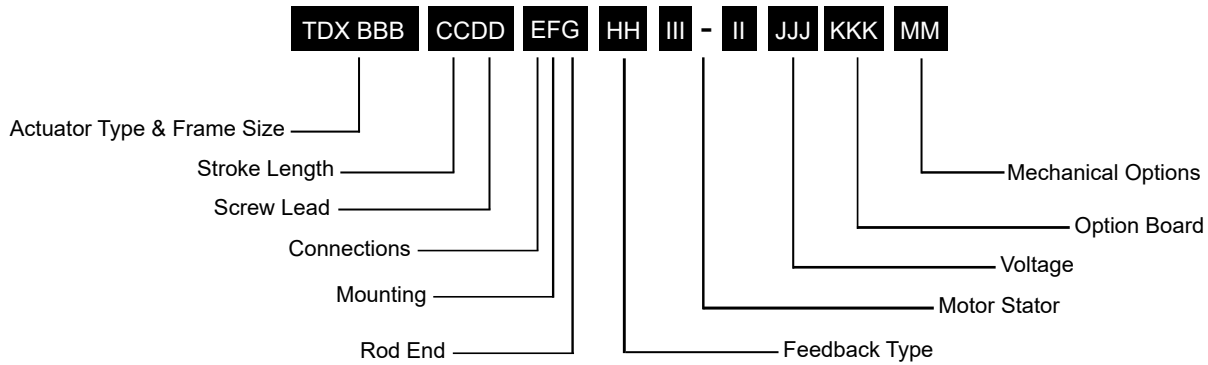 TDX BBB CCDD EFG HH III - II JJJ KKK MM
Actuator Type & Frame Size
Stroke Length
Mechanical Options
Screw Lead
Option Board
Connections
Voltage
Mounting
Motor Stator
Rod End
Feedback Type